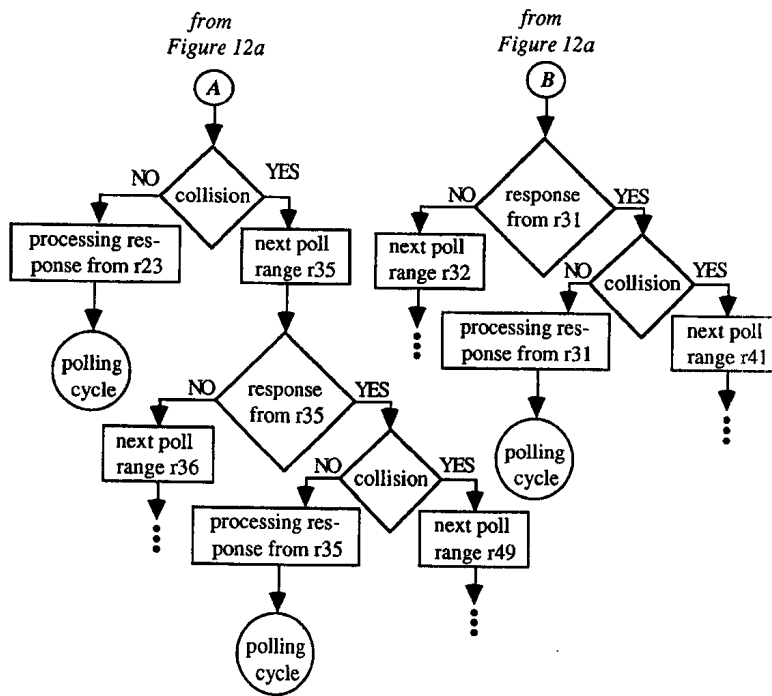 from
Figure 12a
A
collision
NO
YES
processing res-
ponse from r23
next poll
range r35
polling
cycle
response
from r35
NO
YES
next poll
range r36
collision
NO
YES
processing res-
ponse from r35
next poll
range r49
polling
cycle
from
Figure 12a
B
response
from r31
NO
YES
next poll
range r32
collision
NO
YES
processing res-
ponse from r31
next poll
range r41
polling
cycle